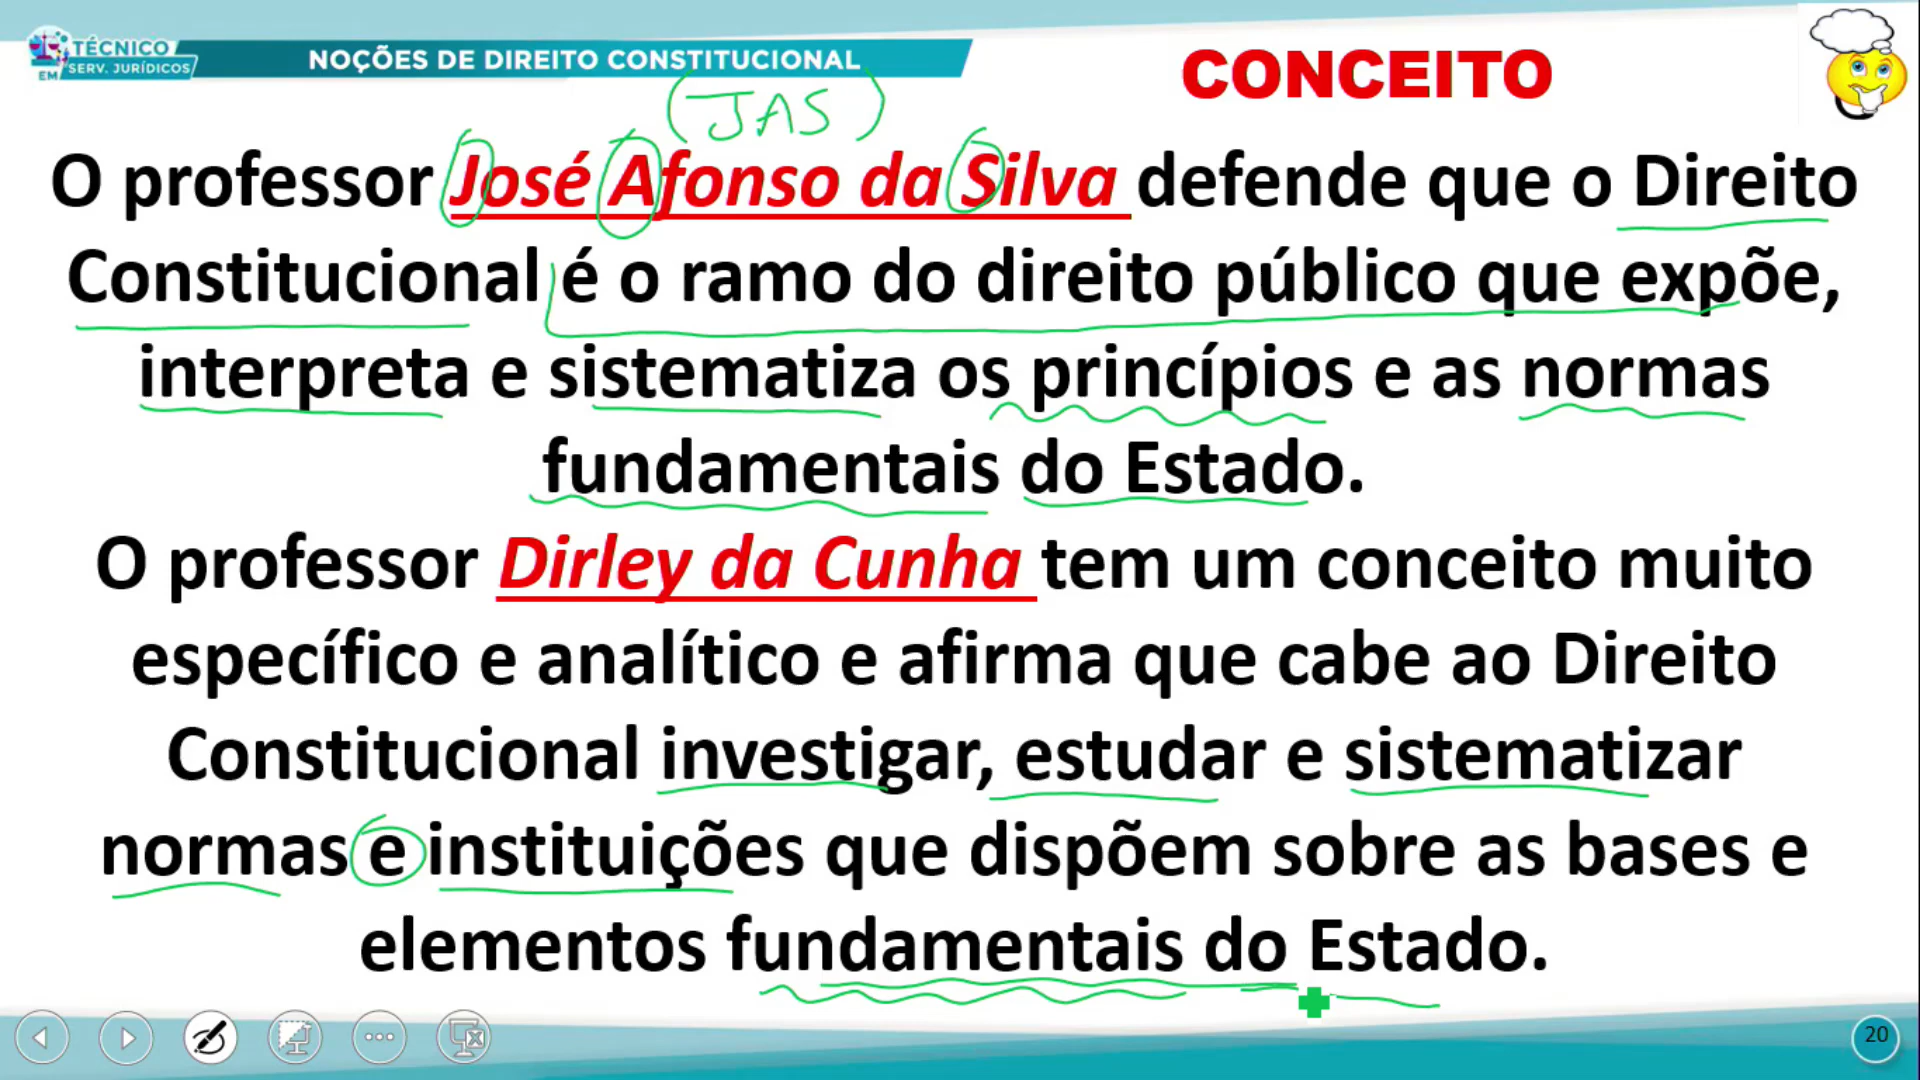 TÉCNICO
EM SERV. JURÍDICOS
NOÇÕES DE DIREITO CONSTITUCIONAL
CONCEITO
(JAS)
O professor José Afonso da Silva defende que o Direito
Constitucional é o ramo do direito público que expõe,
interpreta e sistematiza os princípios e as normas
fundamentais do Estado.
O professor Dirley da Cunha tem um conceito muito
específico e analítico e afirma que cabe ao Direito
Constitucional investigar, estudar e sistematizar
normas e instituições que dispõem sobre as bases e
elementos fundamentais do Estado.
20